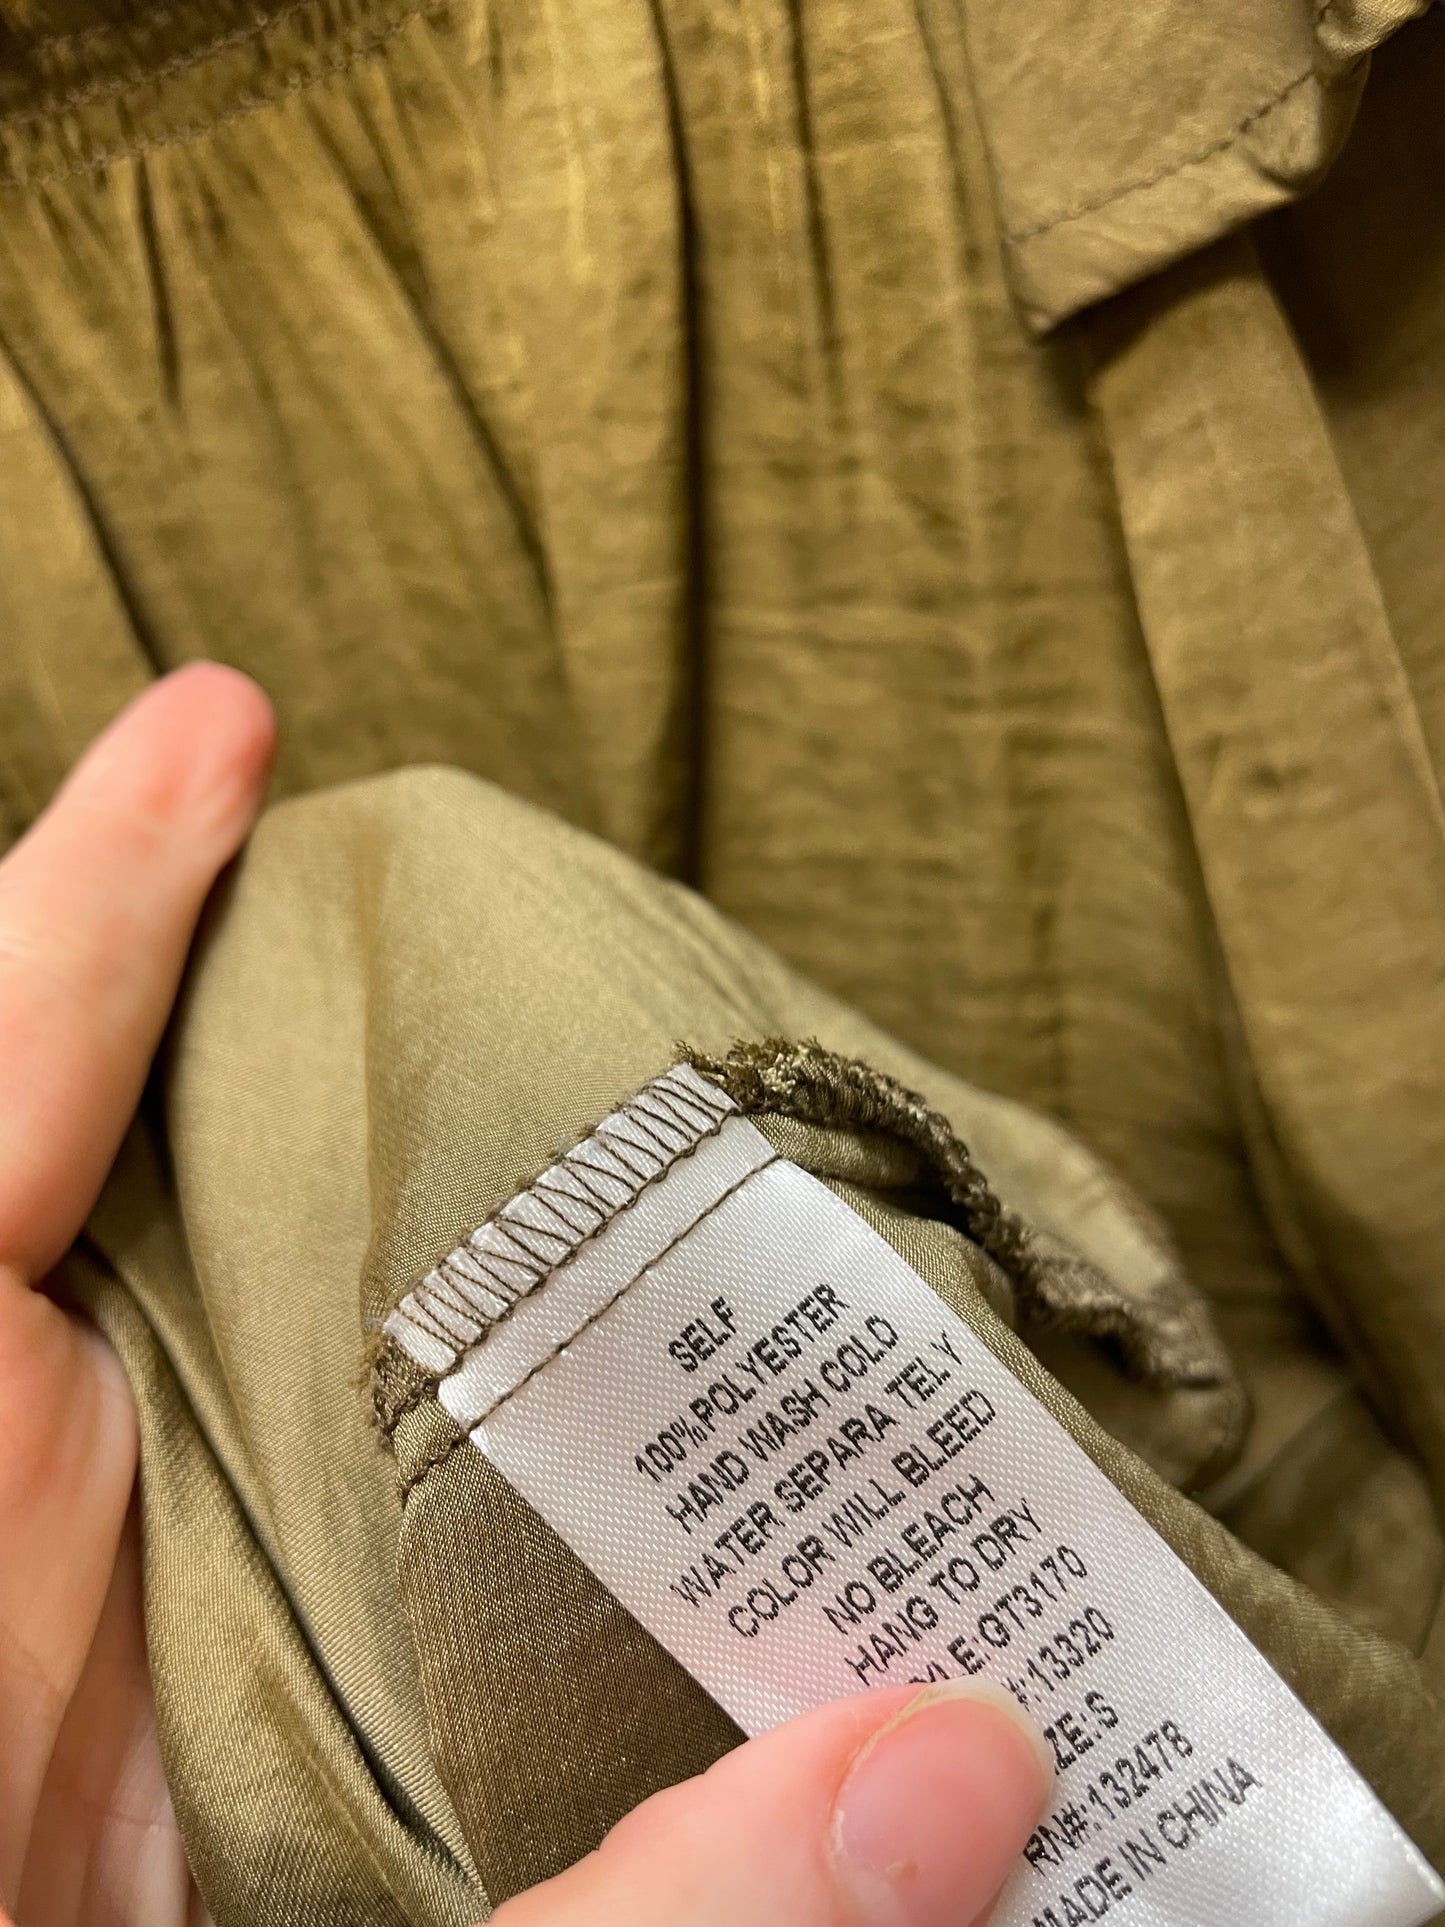 SELF
100%POLYESTER
HAND WASH COLD
WATER SEPARA TELY
COLOR WILL BLEED
NO BLEACH
HANG TO DRY
YLE:GT3170
#:13320
ZE:S
RN#:132478
MADE IN CHINA